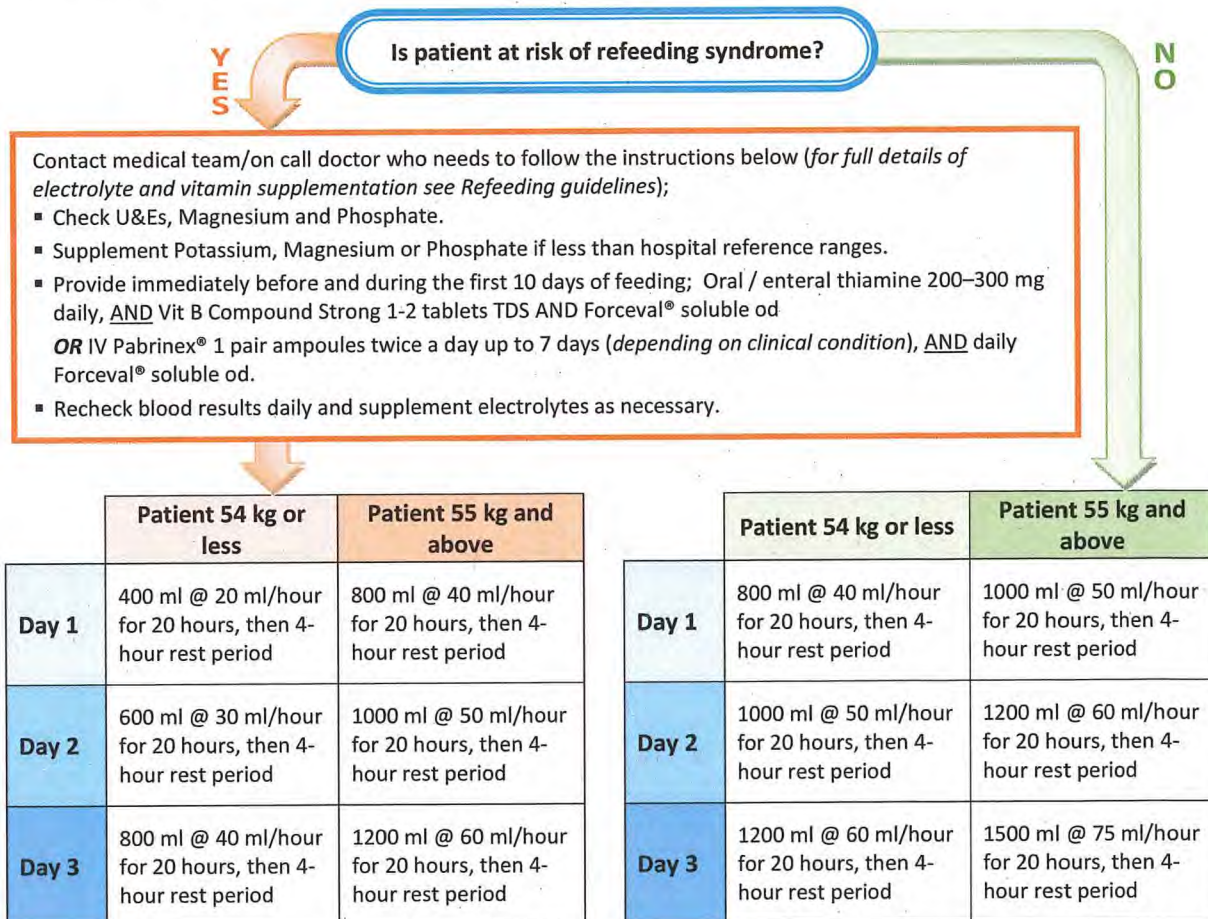 Is patient at risk of refeeding syndrome?
YES
NO
Contact medical team/on call doctor who needs to follow the instructions below (for full details of
electrolyte and vitamin supplementation see Refeeding guidelines);
▪ Check U&Es, Magnesium and Phosphate.
▪ Supplement Potassium, Magnesium or Phosphate if less than hospital reference ranges.
▪ Provide immediately before and during the first 10 days of feeding; Oral / enteral thiamine 200–300 mg
daily, AND Vit B Compound Strong 1-2 tablets TDS AND Forceval® soluble od
OR IV Pabrinex® 1 pair ampoules twice a day up to 7 days (depending on clinical condition), AND daily
Forceval® soluble od.
▪ Recheck blood results daily and supplement electrolytes as necessary.
Patient 54 kg or
less
Patient 55 kg and
above
Day 1
400 ml @ 20 ml/hour
for 20 hours, then 4-
hour rest period
800 ml @ 40 ml/hour
for 20 hours, then 4-
hour rest period
Day 2
600 ml @ 30 ml/hour
for 20 hours, then 4-
hour rest period
1000 ml @ 50 ml/hour
for 20 hours, then 4-
hour rest period
Day 3
800 ml @ 40 ml/hour
for 20 hours, then 4-
hour rest period
1200 ml @ 60 ml/hour
for 20 hours, then 4-
hour rest period
Patient 54 kg or less
Patient 55 kg and
above
Day 1
800 ml @ 40 ml/hour
for 20 hours, then 4-
hour rest period
1000 ml @ 50 ml/hour
for 20 hours, then 4-
hour rest period
Day 2
1000 ml @ 50 ml/hour
for 20 hours, then 4-
hour rest period
1200 ml @ 60 ml/hour
for 20 hours, then 4-
hour rest period
Day 3
1200 ml @ 60 ml/hour
for 20 hours, then 4-
hour rest period
1500 ml @ 75 ml/hour
for 20 hours, then 4-
hour rest period